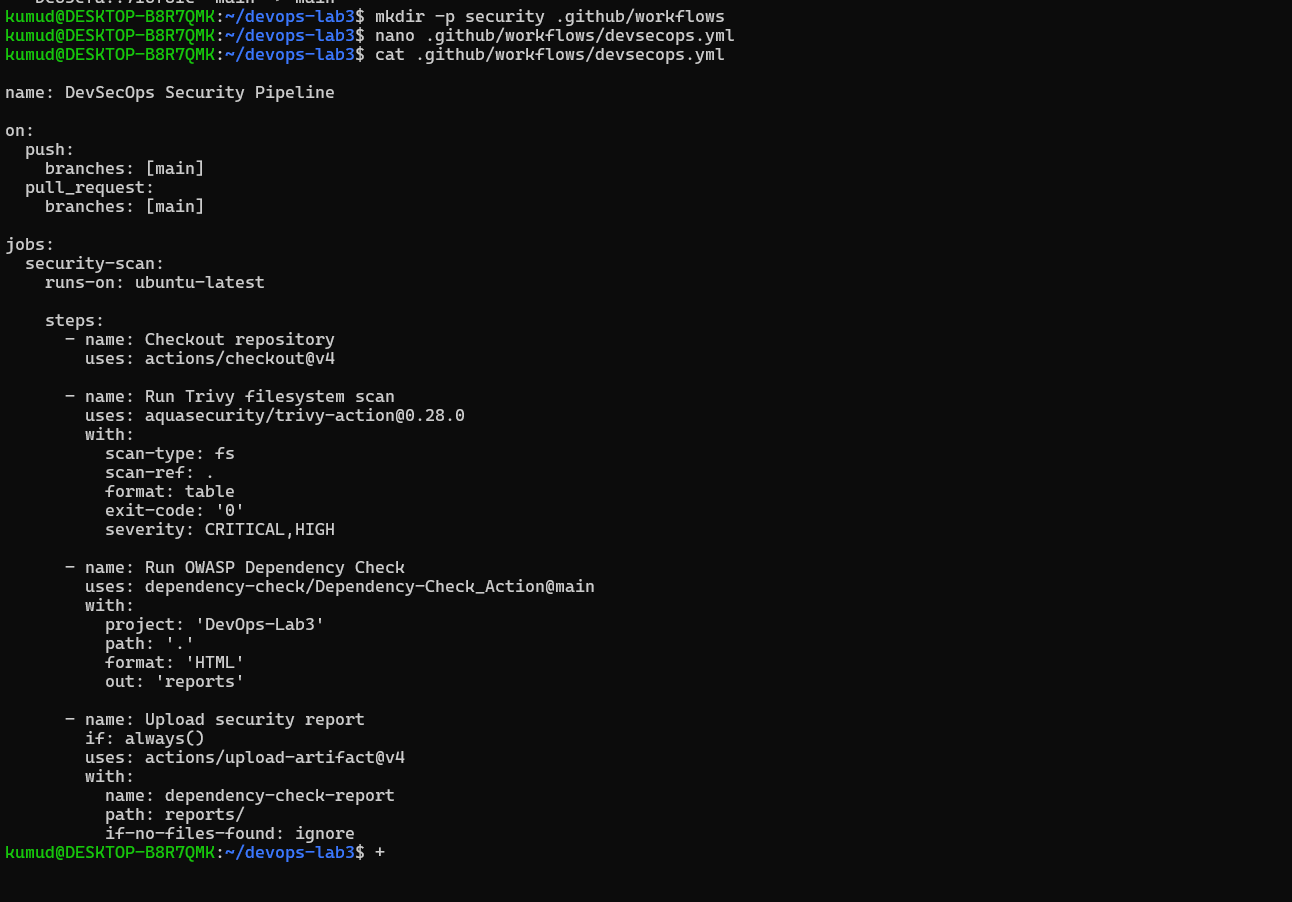 kumud@DESKTOP-B8R7QMK:~/devops-lab3$ mkdir -p security .github/workflows
kumud@DESKTOP-B8R7QMK:~/devops-lab3$ nano .github/workflows/devsecops.yml
kumud@DESKTOP-B8R7QMK:~/devops-lab3$ cat .github/workflows/devsecops.yml

name: DevSecOps Security Pipeline

on:
  push:
    branches: [main]
  pull_request:
    branches: [main]

jobs:
  security-scan:
    runs-on: ubuntu-latest

    steps:
      - name: Checkout repository
        uses: actions/checkout@v4

      - name: Run Trivy filesystem scan
        uses: aquasecurity/trivy-action@0.28.0
        with:
          scan-type: fs
          scan-ref: .
          format: table
          exit-code: '0'
          severity: CRITICAL,HIGH

      - name: Run OWASP Dependency Check
        uses: dependency-check/Dependency-Check_Action@main
        with:
          project: 'DevOps-Lab3'
          path: '.'
          format: 'HTML'
          out: 'reports'

      - name: Upload security report
        if: always()
        uses: actions/upload-artifact@v4
        with:
          name: dependency-check-report
          path: reports/
          if-no-files-found: ignore
kumud@DESKTOP-B8R7QMK:~/devops-lab3$ +